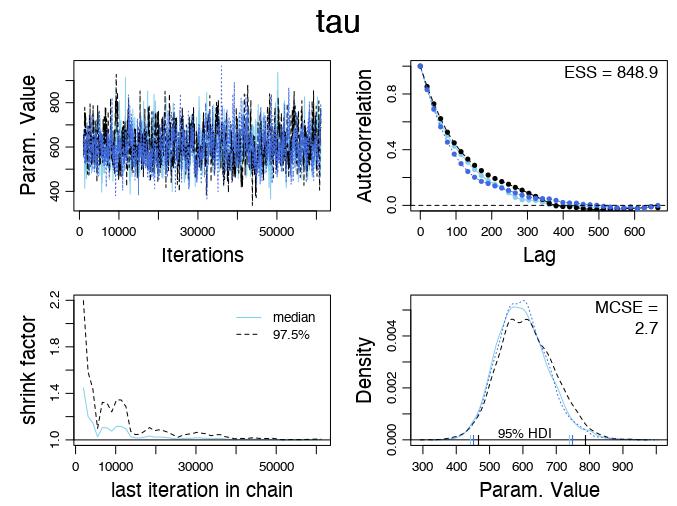 tau
Param. Value
400
600
800
0
10000
30000
50000
Iterations
Autocorrelation
0.0
0.4
0.8
ESS = 848.9
0
100
200
300
400
500
600
Lag
shrink factor
1.0
1.4
1.8
2.2
median
97.5%
0
10000
30000
50000
last iteration in chain
Density
0.000
0.002
0.004
MCSE =
2.7
95% HDI
300
400
500
600
700
800
900
Param. Value